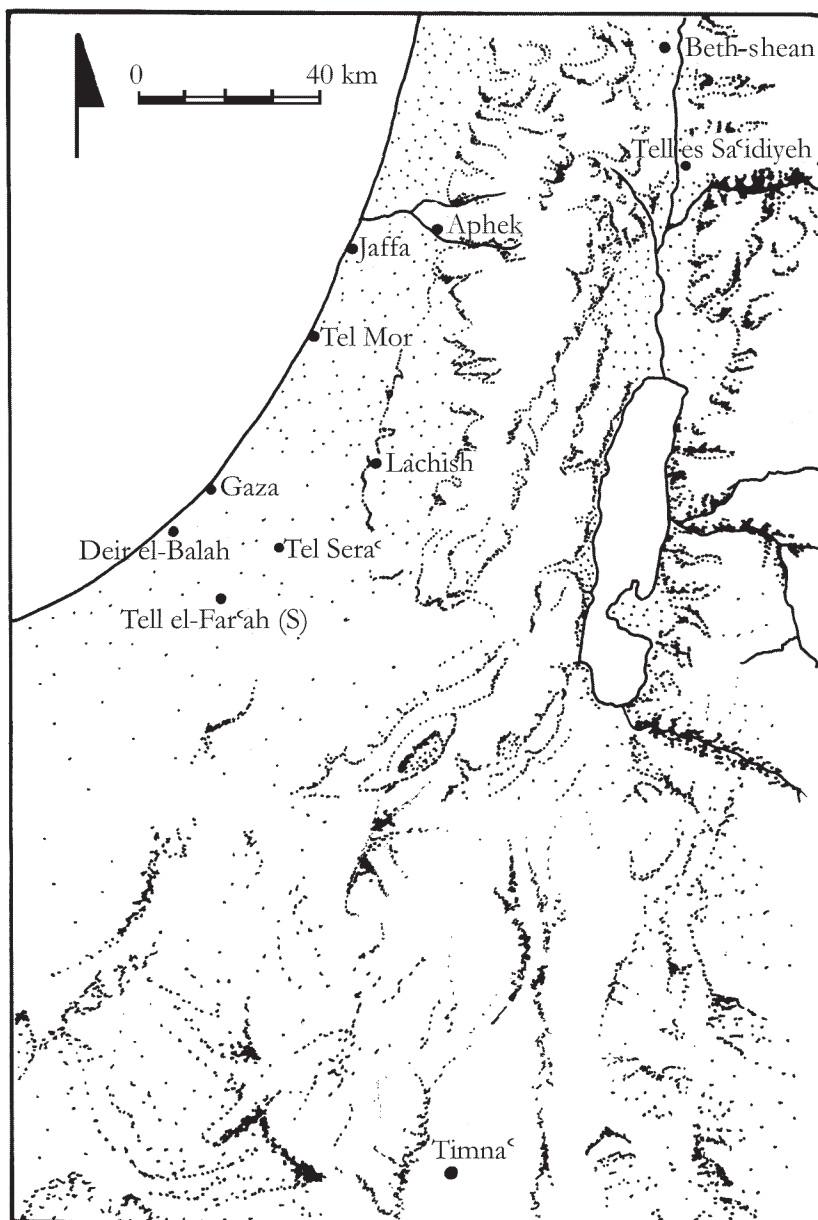 0 40 km
Beth-shean
Tell es Saʿidiyeh
Aphek
Jaffa
Tel Mor
Lachish
Gaza
Deir el-Balah
Tel Seraʿ
Tell el-Farʿah (S)
Timnaʿ